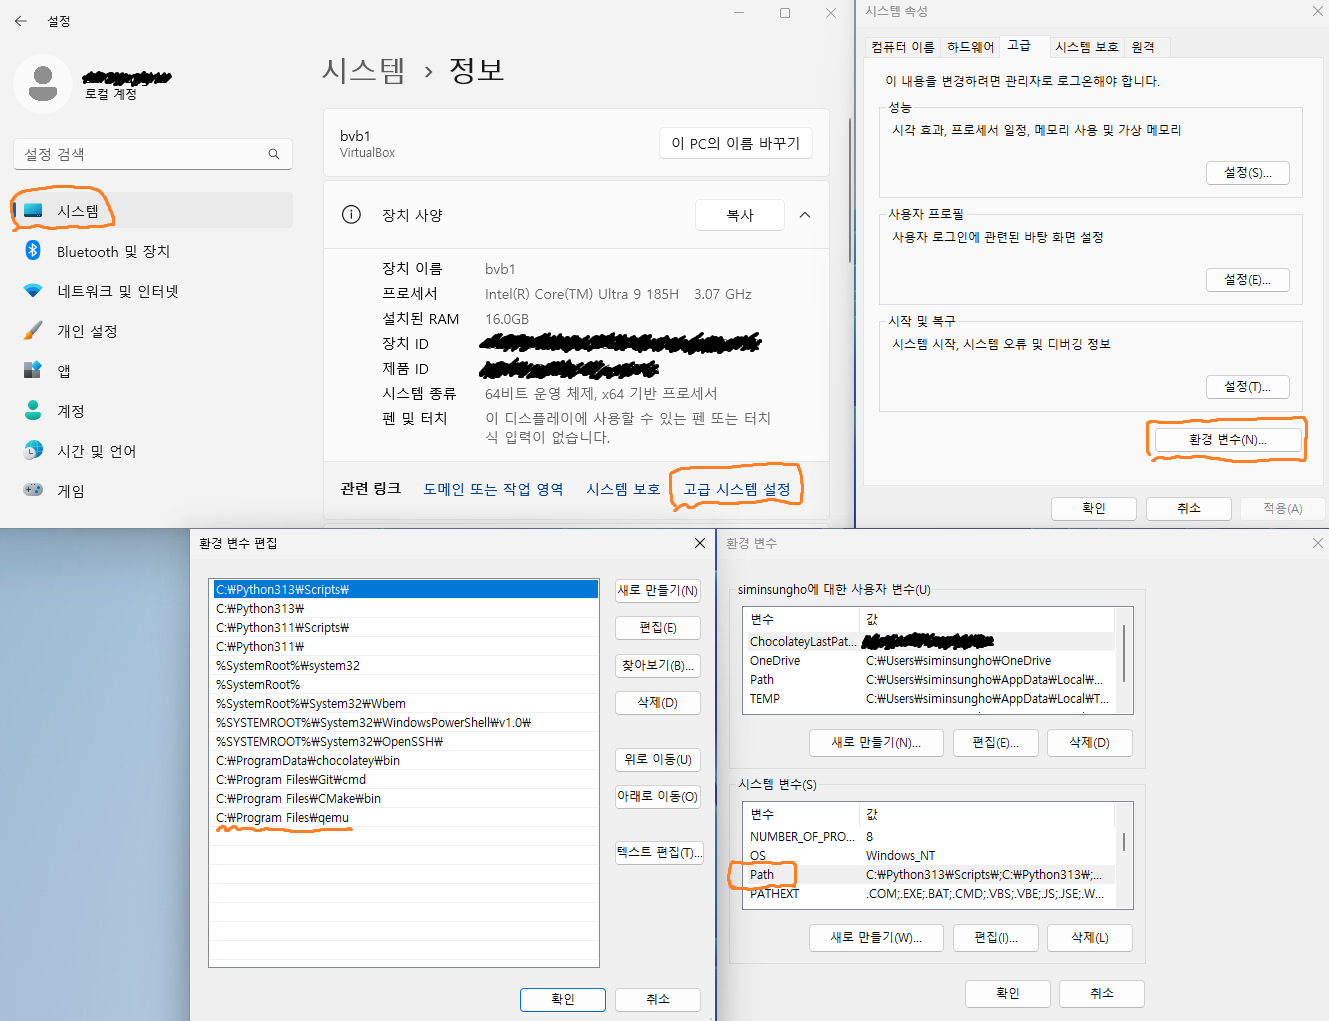 설정
로컬 계정
설정 검색
시스템
Bluetooth 및 장치
네트워크 및 인터넷
개인 설정
앱
계정
시간 및 언어
게임
시스템 › 정보
bvb1
VirtualBox
이 PC의 이름 바꾸기
장치 사양
복사
장치 이름 bvb1
프로세서 Intel(R) Core(TM) Ultra 9 185H 3.07 GHz
설치된 RAM 16.0GB
장치 ID
제품 ID
시스템 종류 64비트 운영 체제, x64 기반 프로세서
펜 및 터치 이 디스플레이에 사용할 수 있는 펜 또는 터치
식 입력이 없습니다.
관련 링크 도메인 또는 작업 영역 시스템 보호 고급 시스템 설정
시스템 속성
컴퓨터 이름 하드웨어 고급 시스템 보호 원격
이 내용을 변경하려면 관리자로 로그온해야 합니다.
성능
시각 효과, 프로세서 일정, 메모리 사용 및 가상 메모리
설정(S)...
사용자 프로필
사용자 로그인에 관련된 바탕 화면 설정
설정(E)...
시작 및 복구
시스템 시작, 시스템 오류 및 디버깅 정보
설정(T)...
환경 변수(N)...
확인 취소 적용(A)
환경 변수 편집
C:₩Python313₩Scripts₩
C:₩Python313₩
C:₩Python311₩Scripts₩
C:₩Python311₩
%SystemRoot%₩system32
%SystemRoot%
%SystemRoot%₩System32₩Wbem
%SYSTEMROOT%₩System32₩WindowsPowerShell₩v1.0₩
%SYSTEMROOT%₩System32₩OpenSSH₩
C:₩ProgramData₩chocolatey₩bin
C:₩Program Files₩Git₩cmd
C:₩Program Files₩CMake₩bin
C:₩Program Files₩qemu
새로 만들기(N)
편집(E)
찾아보기(B)...
삭제(D)
위로 이동(U)
아래로 이동(O)
텍스트 편집(T)...
확인 취소
환경 변수
siminsungho에 대한 사용자 변수(U)
변수 값
ChocolateyLastPat...
OneDrive C:₩Users₩siminsungho₩OneDrive
Path C:₩Users₩siminsungho₩AppData₩Local₩...
TEMP C:₩Users₩siminsungho₩AppData₩Local₩T...
새로 만들기(N)... 편집(E)... 삭제(D)
시스템 변수(S)
변수 값
NUMBER_OF_PRO... 8
OS Windows_NT
Path C:₩Python313₩Scripts₩;C:₩Python313₩;...
PATHEXT .COM;.EXE;.BAT;.CMD;.VBS;.VBE;.JS;.JSE;.W...
새로 만들기(W)... 편집(I)... 삭제(L)
확인 취소